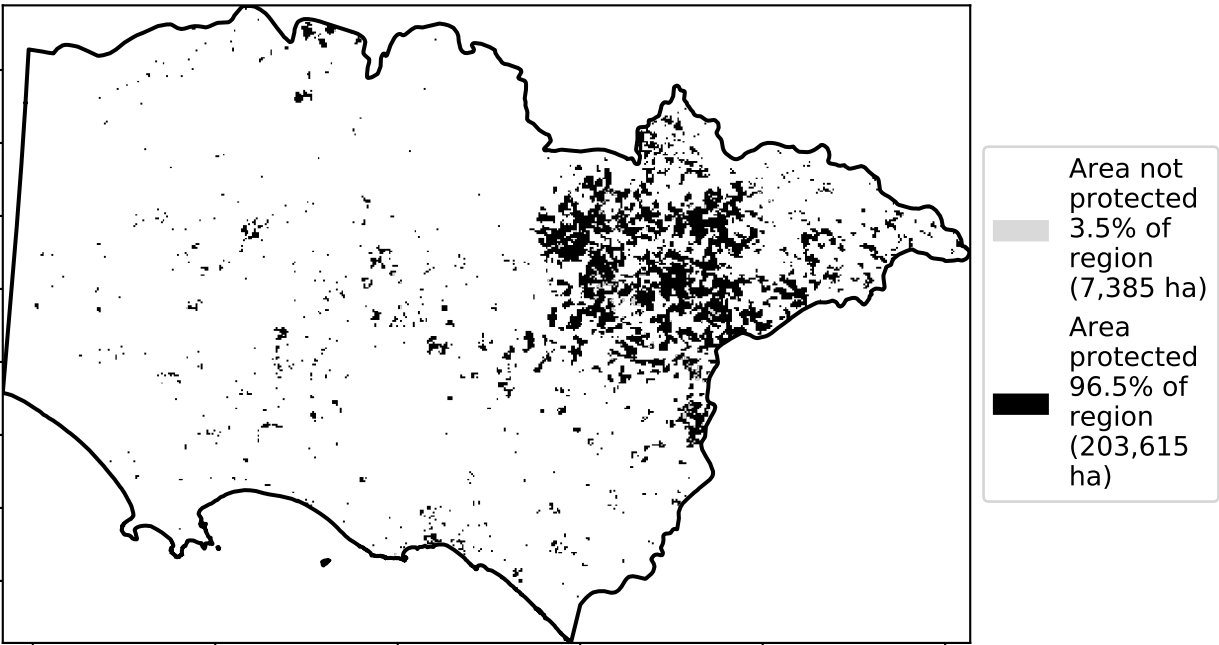 Area not
protected
3.5% of
region
(7,385 ha)
Area
protected
96.5% of
region
(203,615
ha)